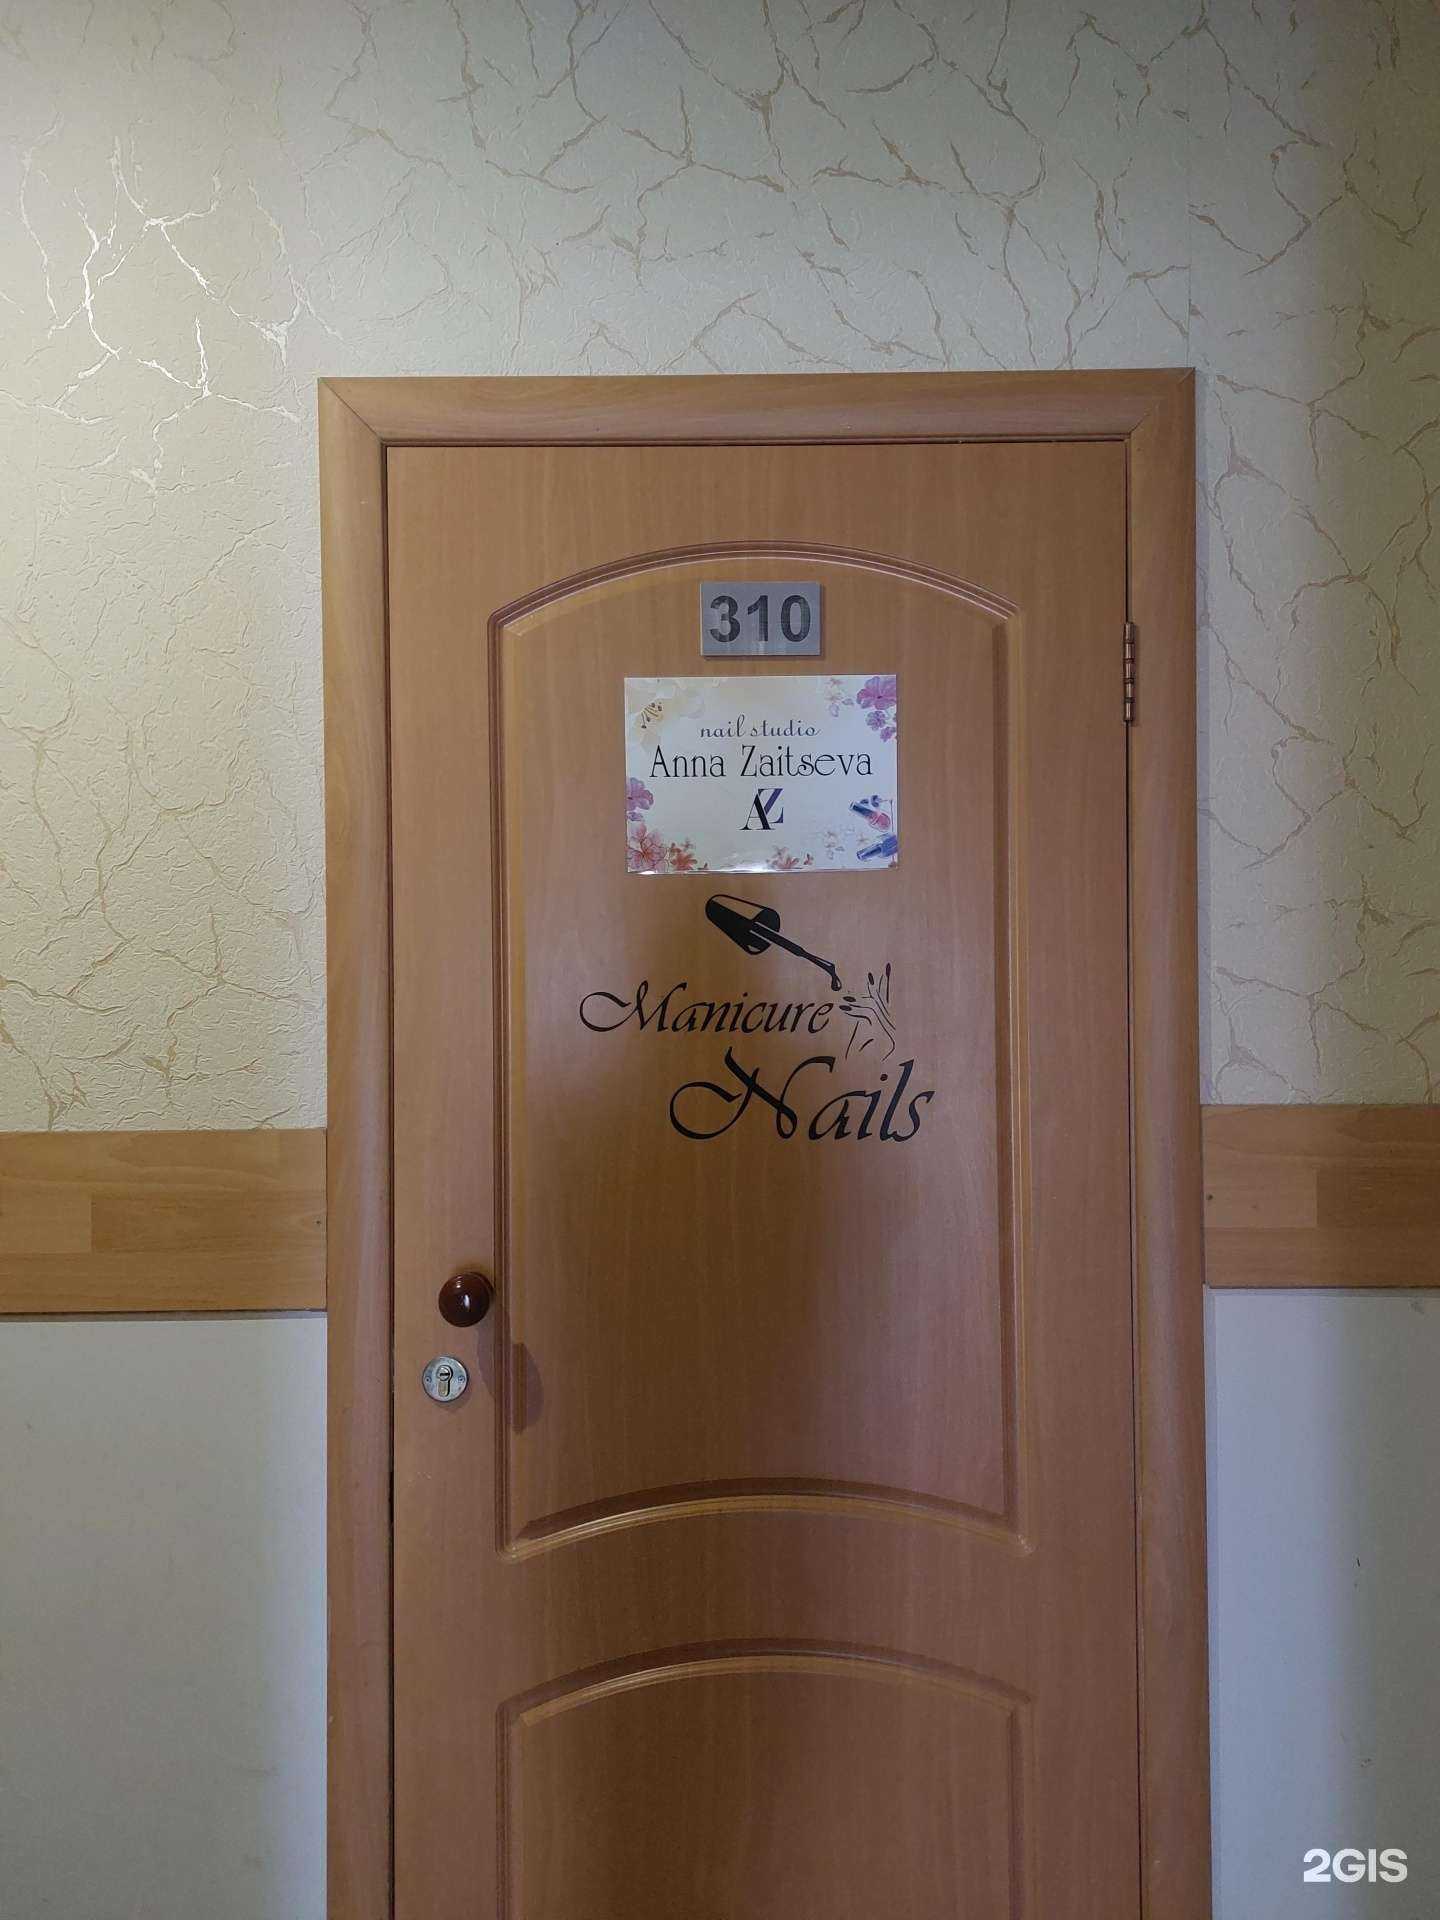 310
nail studio
Anna Zaitseva
AZ
Manicure
Nails
2GIS